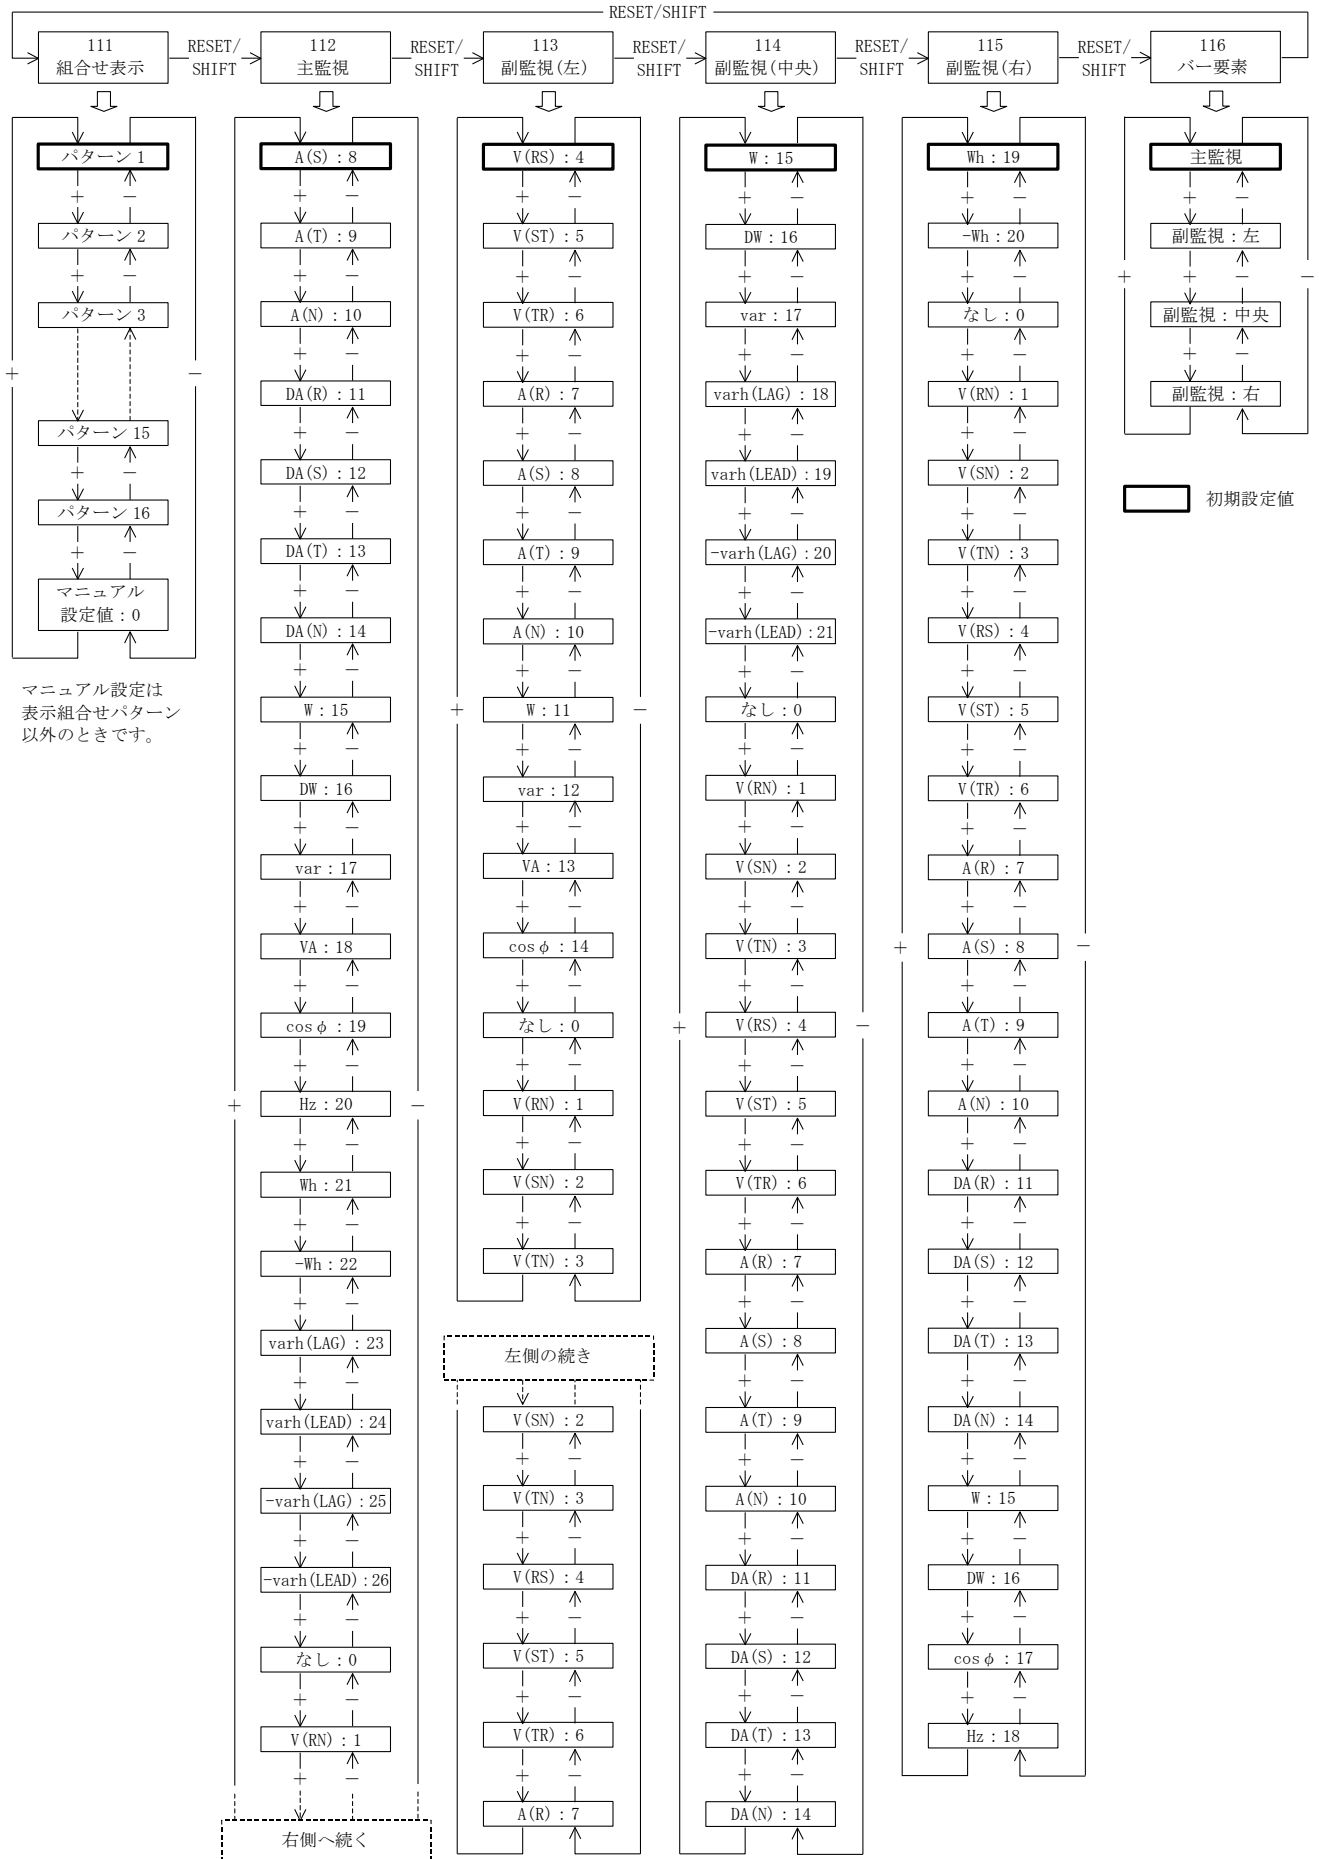 RESET/SHIFT
111
組合せ表示
RESET/
SHIFT
112
主監視
RESET/
SHIFT
113
副監視(左)
RESET/
SHIFT
114
副監視(中央)
RESET/
SHIFT
115
副監視(右)
RESET/
SHIFT
116
バー要素
パターン 1
+ −
パターン 2
+ −
パターン 3
+ −
パターン 15
+ −
パターン 16
+ −
マニュアル
設定値：0
マニュアル設定は
表示組合せパターン
以外のときです。
A(S)：8
+ −
A(T)：9
+ −
A(N)：10
+ −
DA(R)：11
+ −
DA(S)：12
+ −
DA(T)：13
+ −
DA(N)：14
+ −
W：15
+ −
DW：16
+ −
var：17
+ −
VA：18
+ −
cosφ：19
+ −
+ Hz：20 −
+ −
Wh：21
+ −
-Wh：22
+ −
varh(LAG)：23
+ −
varh(LEAD)：24
+ −
-varh(LAG)：25
+ −
-varh(LEAD)：26
+ −
なし：0
+ −
V(RN)：1
+ −
右側へ続く
V(RS)：4
+ −
V(ST)：5
+ −
V(TR)：6
+ −
A(R)：7
+ −
A(S)：8
+ −
A(T)：9
+ −
A(N)：10
+ −
+ W：11 −
+ −
var：12
+ −
VA：13
+ −
cosφ：14
+ −
なし：0
+ −
V(RN)：1
+ −
V(SN)：2
+ −
V(TN)：3
左側の続き
V(SN)：2
+ −
V(TN)：3
+ −
V(RS)：4
+ −
V(ST)：5
+ −
V(TR)：6
+ −
A(R)：7
W：15
+ −
DW：16
+ −
var：17
+ −
varh(LAG)：18
+ −
varh(LEAD)：19
+ −
-varh(LAG)：20
+ −
-varh(LEAD)：21
+ −
なし：0
+ −
V(RN)：1
+ −
V(SN)：2
+ −
V(TN)：3
+ −
+ V(RS)：4 −
+ −
V(ST)：5
+ −
V(TR)：6
+ −
A(R)：7
+ −
A(S)：8
+ −
A(T)：9
+ −
A(N)：10
+ −
DA(R)：11
+ −
DA(S)：12
+ −
DA(T)：13
+ −
DA(N)：14
Wh：19
+ −
-Wh：20
+ −
なし：0
+ −
V(RN)：1
+ −
V(SN)：2
+ −
V(TN)：3
+ −
V(RS)：4
+ −
V(ST)：5
+ −
V(TR)：6
+ −
A(R)：7
+ −
+ A(S)：8 −
+ −
A(T)：9
+ −
A(N)：10
+ −
DA(R)：11
+ −
DA(S)：12
+ −
DA(T)：13
+ −
DA(N)：14
+ −
W：15
+ −
DW：16
+ −
cosφ：17
+ −
Hz：18
主監視
+ −
副監視：左
+ + − −
副監視：中央
+ −
副監視：右
初期設定値